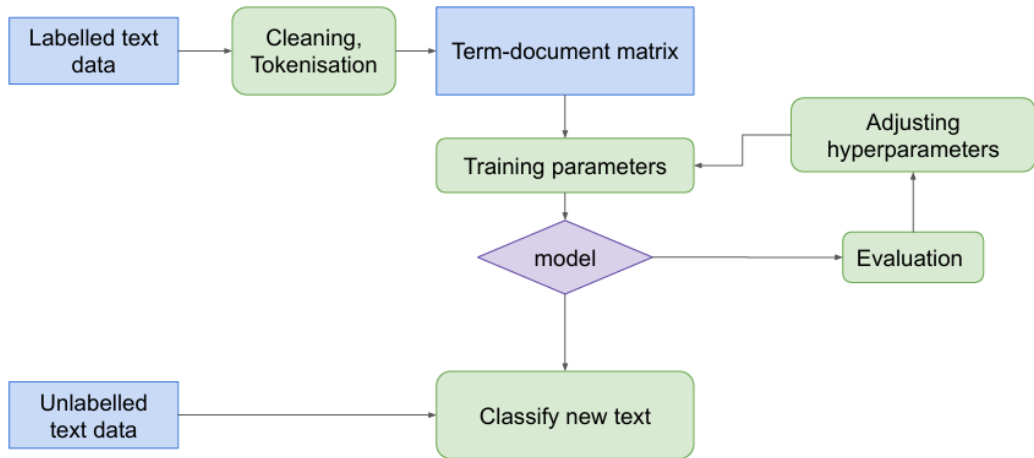 Labelled text
data
Cleaning,
Tokenisation
Term-document matrix
Adjusting
hyperparameters
Training parameters
model
Evaluation
Unlabelled
text data
Classify new text